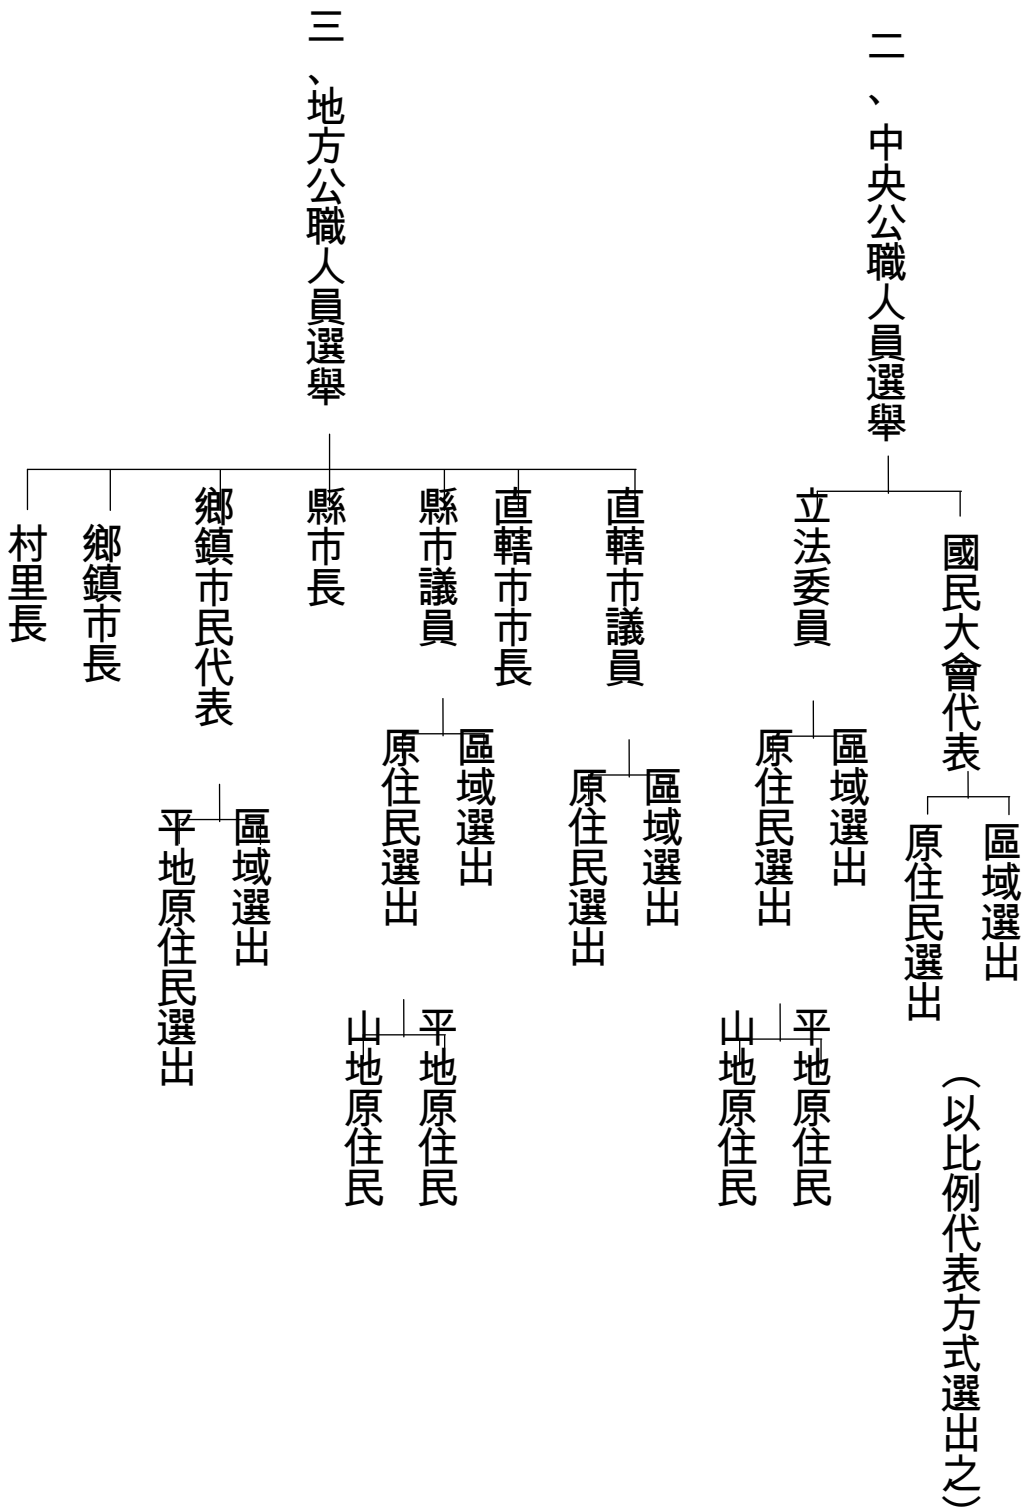 二、中央公職人員選舉
國民大會代表
區域選出
原住民選出
（以比例代表方式選出之）
立法委員
區域選出
原住民選出
平地原住民
山地原住民
三、地方公職人員選舉
直轄市議員
區域選出
原住民選出
直轄市市長
縣市議員
區域選出
原住民選出
平地原住民
山地原住民
縣市長
鄉鎮市民代表
區域選出
平地原住民選出
鄉鎮市長
村里長